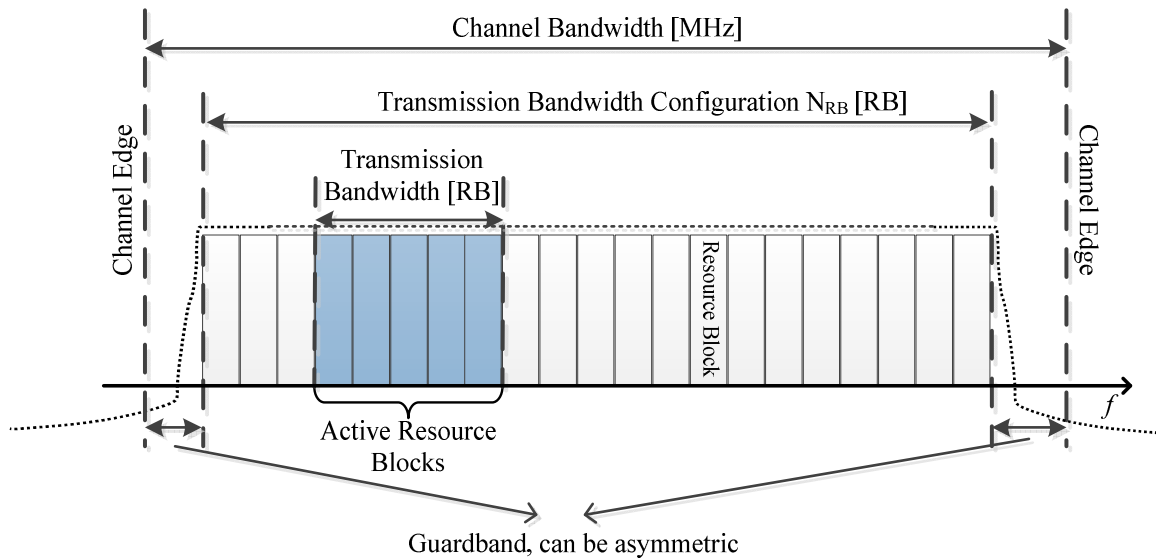 Channel Bandwidth [MHz]
Transmission Bandwidth Configuration NRB [RB]
Transmission
Bandwidth [RB]
Channel Edge
Channel Edge
Resource Block
f
Active Resource
Blocks
Guardband, can be asymmetric